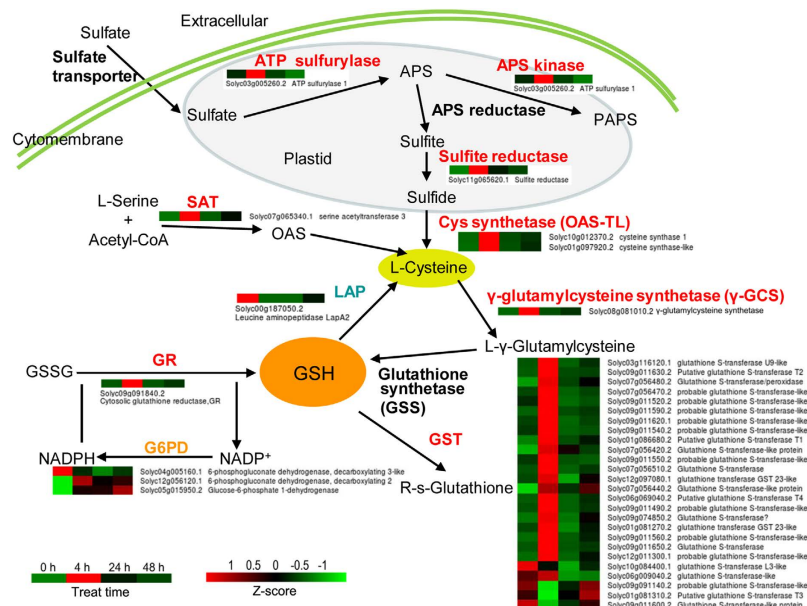 Extracellular
Sulfate
Sulfate
transporter
ATP sulfurylase
Solyc03g005260.2 ATP sulfurylase 1
APS
APS kinase
Solyc03g005260.2 ATP sulfurylase 1
Sulfate
APS reductase
PAPS
Cytomembrane
Plastid
Sulfite
Sulfite reductase
Solyc11g065620.1 Sulfite reductase
Sulfide
L-Serine
+
Acetyl-CoA
SAT
Solyc07g065340.1 serine acetyltransferase 3
OAS
Cys synthetase (OAS-TL)
Solyc10g012370.2 cysteine synthase 1
Solyc01g097920.2 cysteine synthase-like
L-Cysteine
LAP
Solyc00g187050.2
Leucine aminopeptidase LapA2
γ-glutamylcysteine synthetase (γ-GCS)
Solyc08g081010.2 γ-glutamylcysteine synthetase
L-γ-Glutamylcysteine
GSSG
GR
Solyc09g091840.2
Cytosolic glutathione reductase,GR
GSH
Glutathione
synthetase
(GSS)
GST
R-s-Glutathione
NADPH
G6PD
NADP+
Solyc04g005160.1 6-phosphogluconate dehydrogenase, decarboxylating 3-like
Solyc12g056120.1 6-phosphogluconate dehydrogenase, decarboxylating 2
Solyc05g015950.2 Glucose-6-phosphate 1-dehydrogenase
Solyc03g116120.1 glutathione S-transferase U9-like
Solyc09g011630.2 Putative glutathione S-transferase T2
Solyc07g056480.2 Glutathione S-transferase/peroxidase
Solyc07g056470.2 probable glutathione S-transferase-like
Solyc09g011520.2 probable glutathione S-transferase-like
Solyc09g011590.2 probable glutathione S-transferase-like
Solyc09g011620.1 probable glutathione S-transferase-like
Solyc09g011540.2 probable glutathione S-transferase-like
Solyc01g086680.2 Putative glutathione S-transferase T1
Solyc07g056420.2 Glutathione S-transferase-like protein
Solyc09g011550.2 probable glutathione S-transferase-like
Solyc07g056510.2 Glutathione S-transferase
Solyc12g097080.1 glutathione transferase GST 23-like
Solyc07g056440.2 Glutathione S-transferase-like protein
Solyc06g069040.2 Putative glutathione S-transferase T4
Solyc09g011490.2 probable glutathione S-transferase-like
Solyc09g074850.2 Glutathione S-transferase?
Solyc01g081270.2 glutathione transferase GST 23-like
Solyc09g011560.2 probable glutathione S-transferase-like
Solyc09g011650.2 Glutathione S-transferase
Solyc12g011300.1 probable glutathione S-transferase-like
Solyc10g084400.1 glutathione S-transferase L3-like
Solyc06g009040.2 glutathione S-transferase-like
Solyc09g091140.2 probable glutathione S-transferase-like
Solyc01g081310.2 Putative glutathione S-transferase T3
Solyc09g011600.2 Glutathione S-transferase-like protein
0 h 4 h 24 h 48 h
Treat time
1 0.5 0 -0.5 -1
Z-score